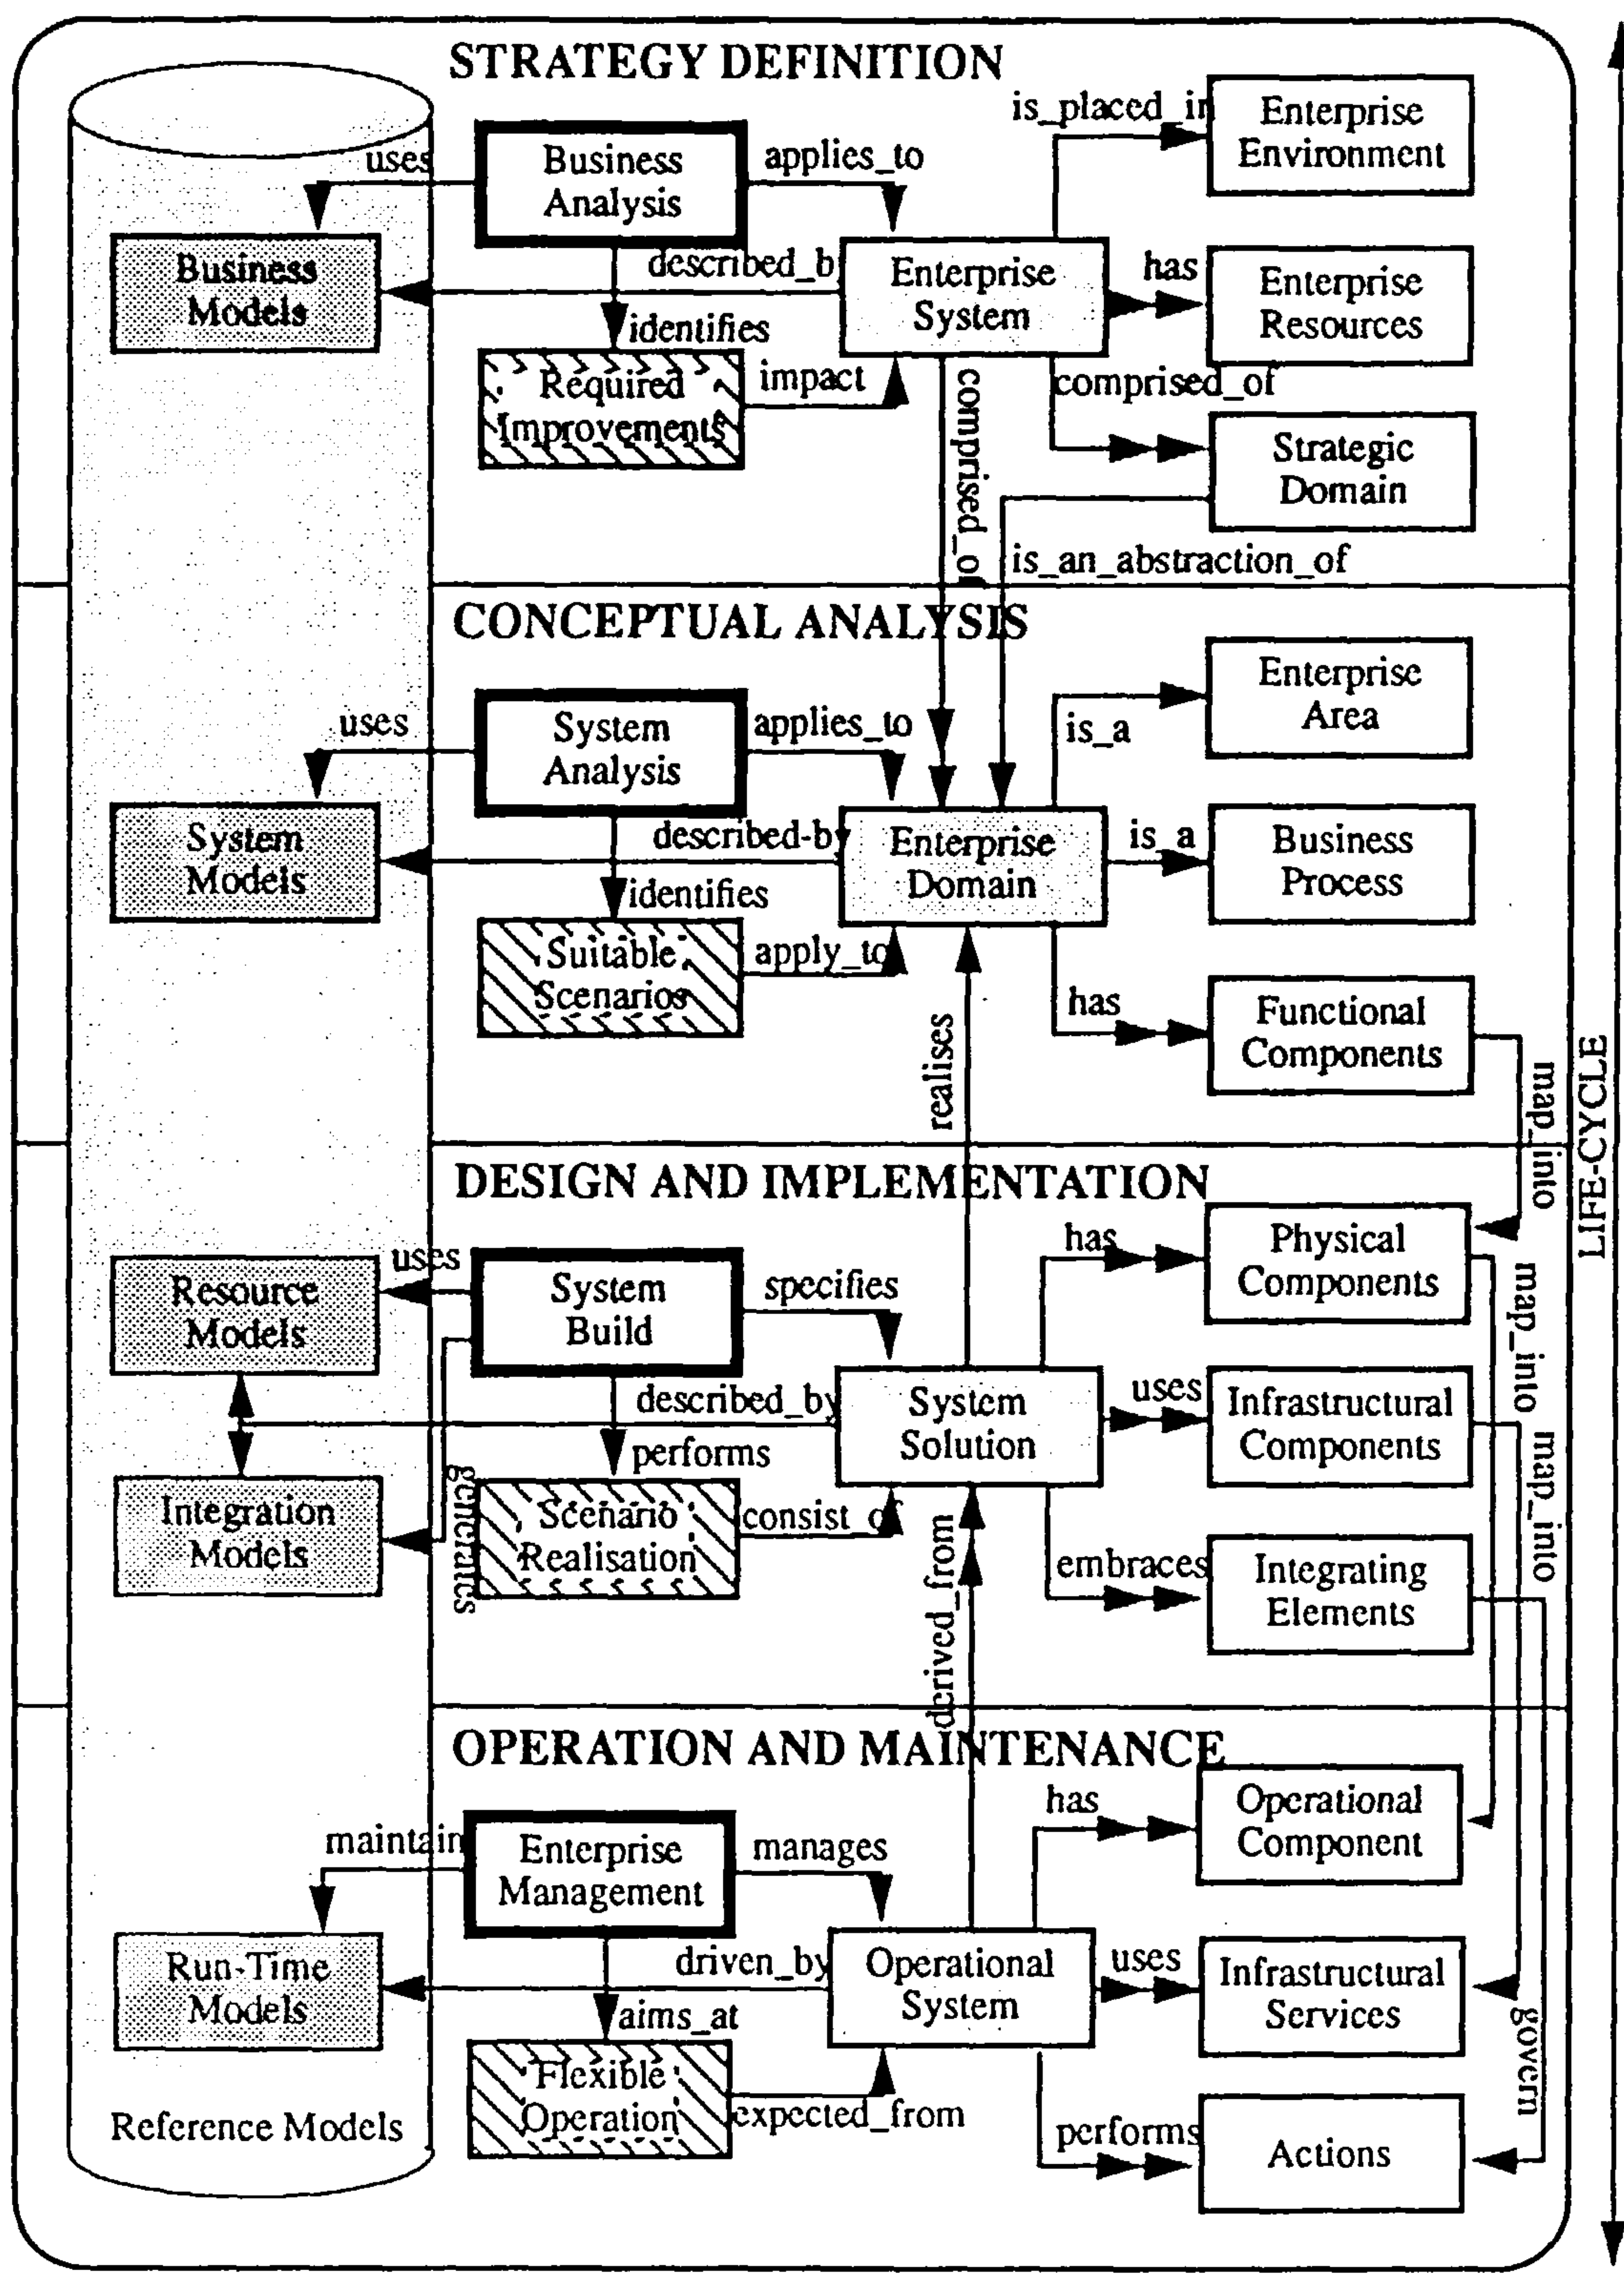 STRATEGY DEFINITION
is_placed_in
Enterprise
Environment
uses
Business
Analysis
applies_to
Business
Models
described_b
Enterprise
System
has
Enterprise
Resources
identifies
Required
Improvements
impact
comprised_of
comprised_of
Strategic
Domain
is_an_abstraction_of
CONCEPTUAL ANALYSIS
Enterprise
Area
uses
System
Analysis
applies_to
is_a
System
Models
described-by
Enterprise
Domain
is_a
Business
Process
identifies
Suitable
Scenarios
apply_to
has
Functional
Components
realises
map_into
LIFE-CYCLE
DESIGN AND IMPLEMENTATION
has
Physical
Components
uses
Resource
Models
System
Build
specifies
map_into
described_by
System
Solution
uses
Infrastructural
Components
performs
generates
Integration
Models
Scenario
Realisation
consist_of
map_into
derived_from
embraces
Integrating
Elements
OPERATION AND MAINTENANCE
has
Operational
Component
maintain
Enterprise
Management
manages
Run-Time
Models
driven_by
Operational
System
uses
Infrastructural
Services
aims_at
govern
Flexible
Operation
expected_from
Reference Models
performs
Actions